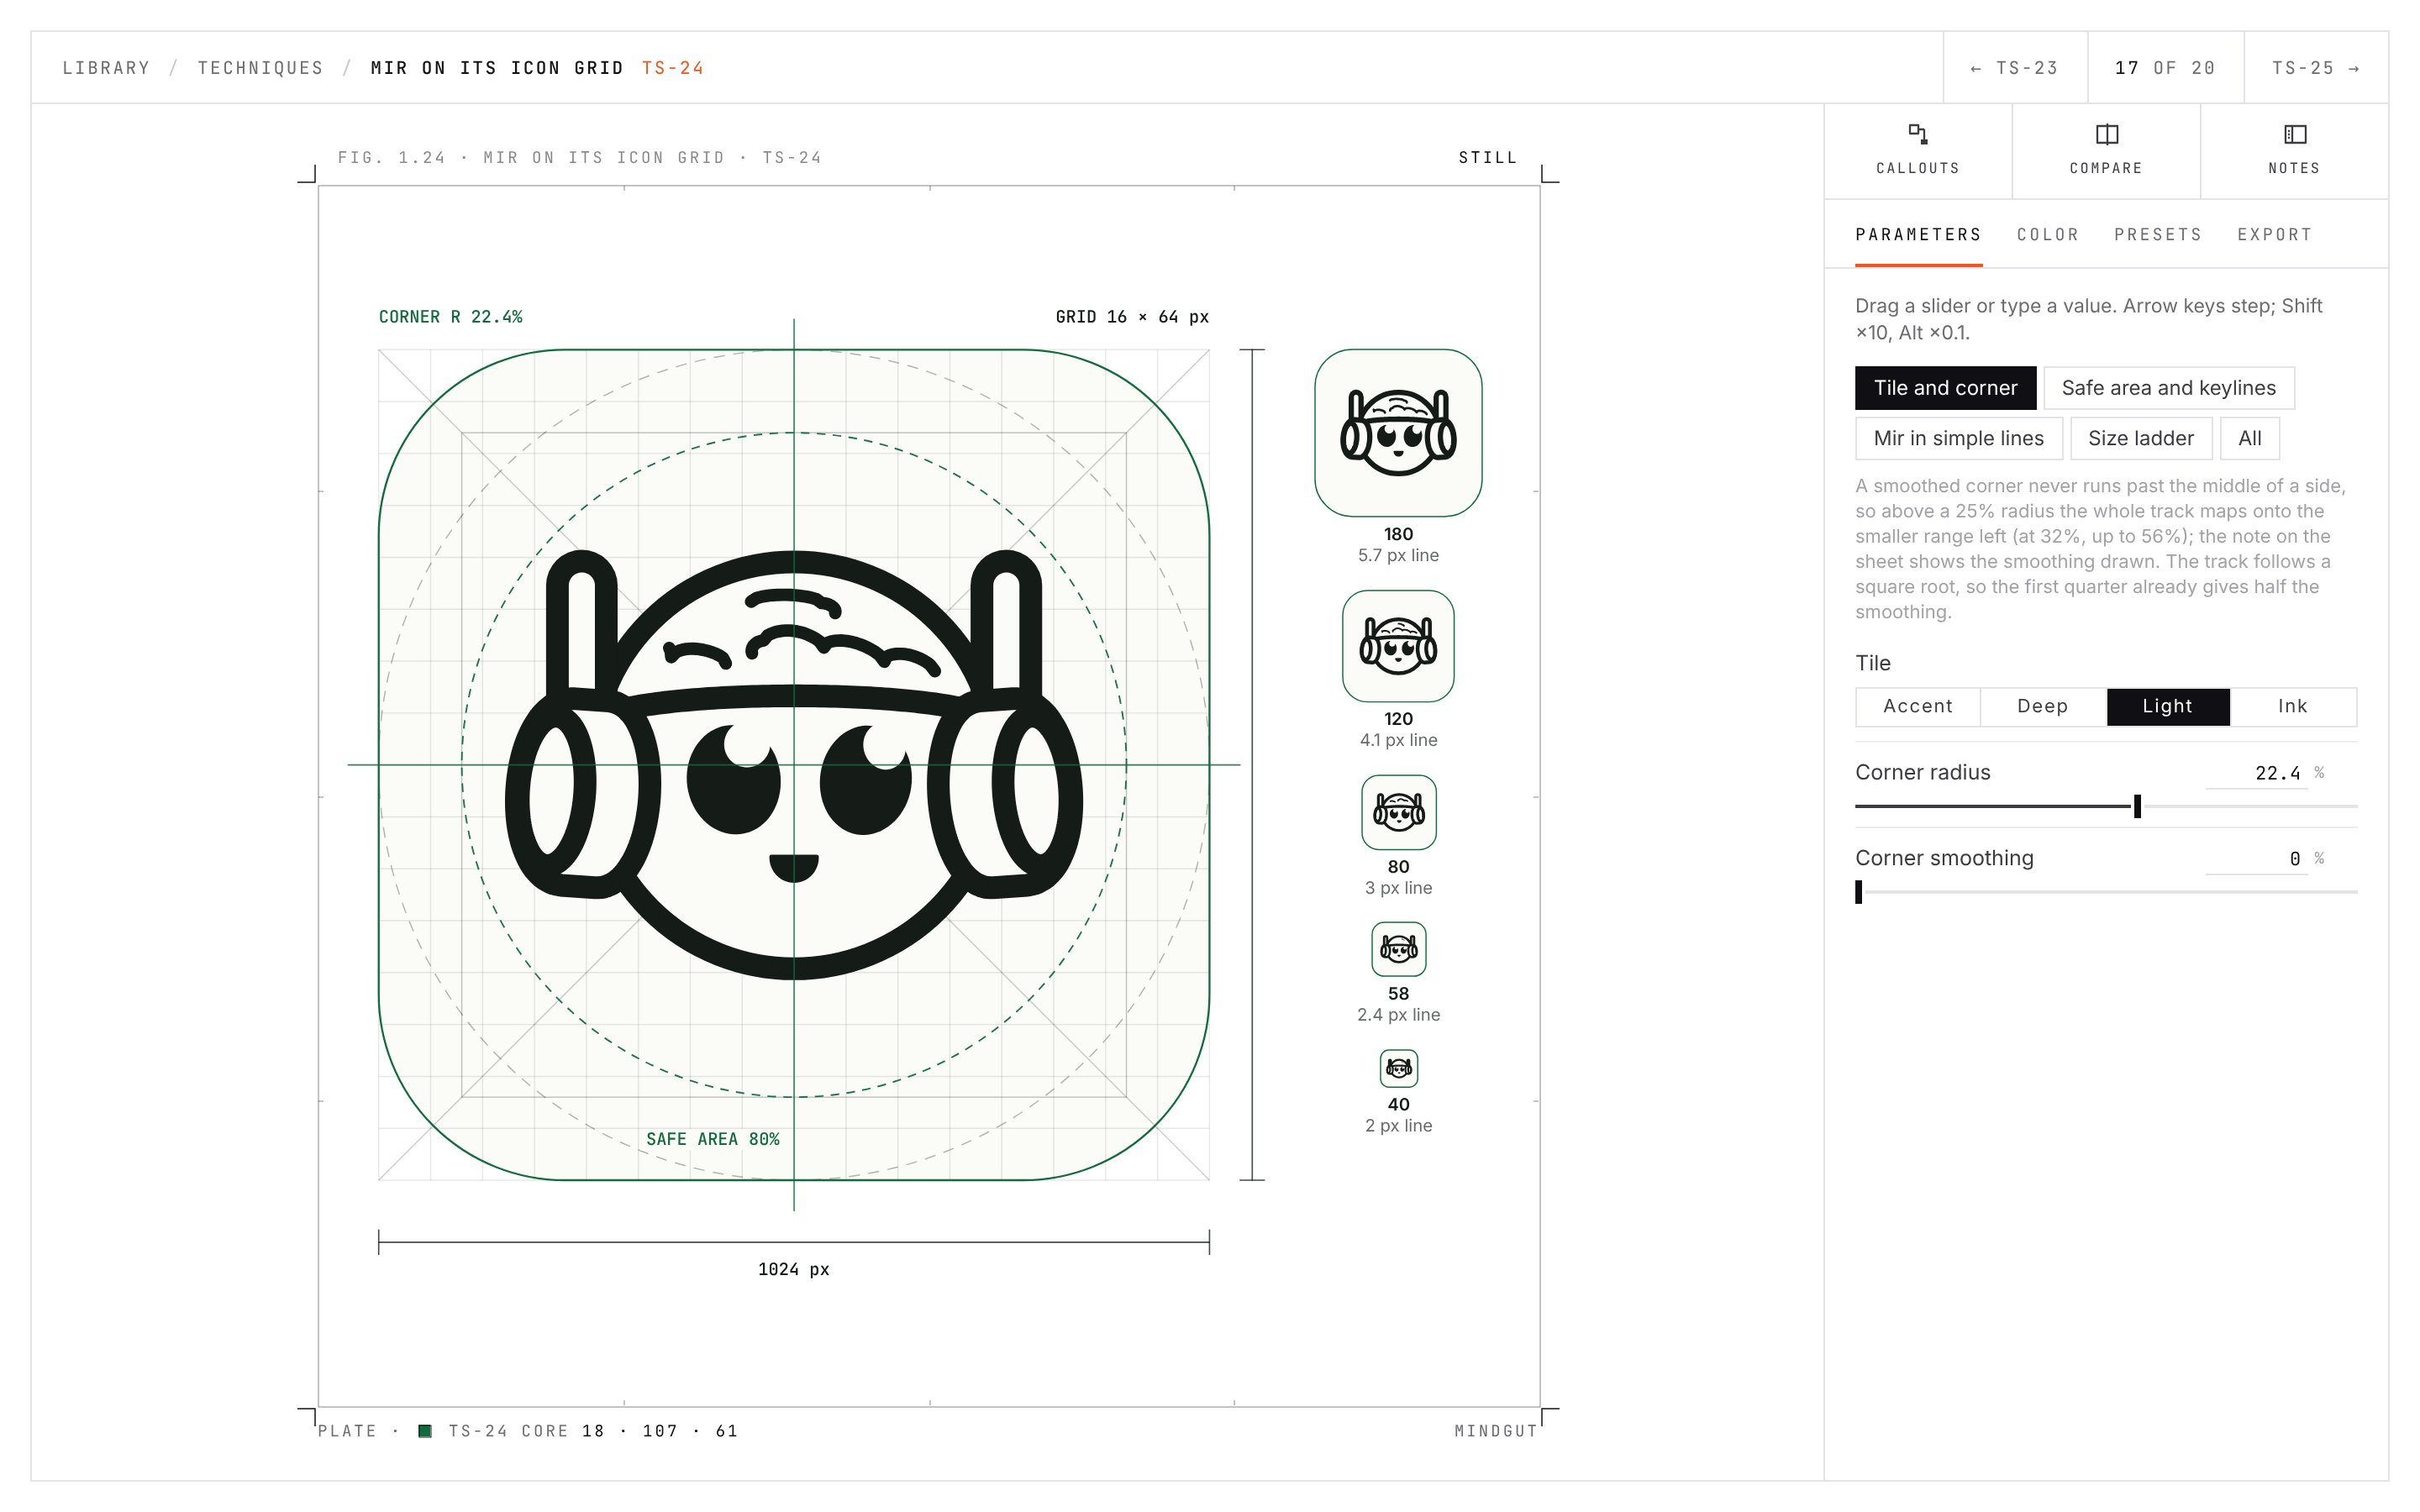 LIBRARY / TECHNIQUES / MIR ON ITS ICON GRID TS-24
← TS-23
17 OF 20
TS-25 →
FIG. 1.24 · MIR ON ITS ICON GRID · TS-24
STILL
CORNER R 22.4%
GRID 16 × 64 px
SAFE AREA 80%
1024 px
180
5.7 px line
120
4.1 px line
80
3 px line
58
2.4 px line
40
2 px line
PLATE · TS-24 CORE 18 · 107 · 61
MINDGUT
CALLOUTS
COMPARE
NOTES
PARAMETERS
COLOR
PRESETS
EXPORT
Drag a slider or type a value. Arrow keys step; Shift
×10, Alt ×0.1.
Tile and corner
Safe area and keylines
Mir in simple lines
Size ladder
All
A smoothed corner never runs past the middle of a side,
so above a 25% radius the whole track maps onto the
smaller range left (at 32%, up to 56%); the note on the
sheet shows the smoothing drawn. The track follows a
square root, so the first quarter already gives half the
smoothing.
Tile
Accent
Deep
Light
Ink
Corner radius 22.4 %
Corner smoothing 0 %